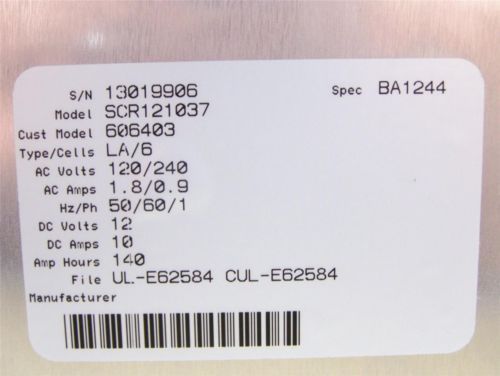 S/N 13019906 Spec BA1244
Model SCR121037
Cust Model 606403
Type/Cells LA/6
AC Volts 120/240
AC Amps 1.8/0.9
Hz/Ph 50/60/1
DC Volts 12
DC Amps 10
Amp Hours 140
File UL-E62584 CUL-E62584
Manufacturer